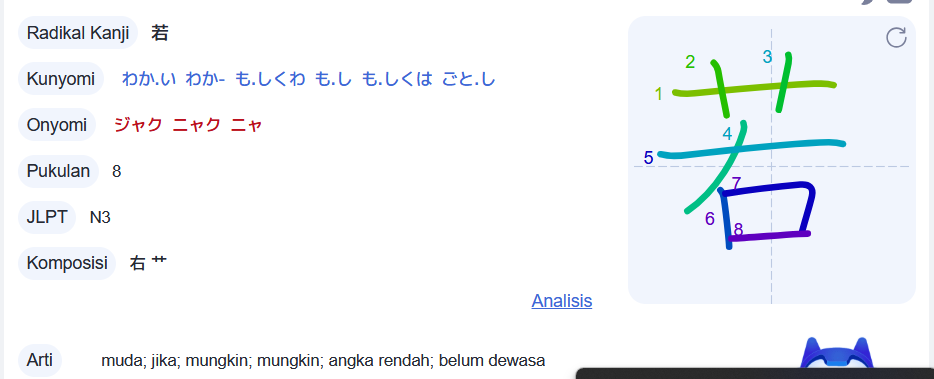 Radikal Kanji 若
Kunyomi わか.い わか- も.しくわ も.し も.しくは ごと.し
Onyomi ジャク ニャク ニャ
Pukulan 8
JLPT N3
Komposisi 右 艹
Analisis
Arti muda; jika; mungkin; mungkin; angka rendah; belum dewasa
若
1
2
3
4
5
6
7
8